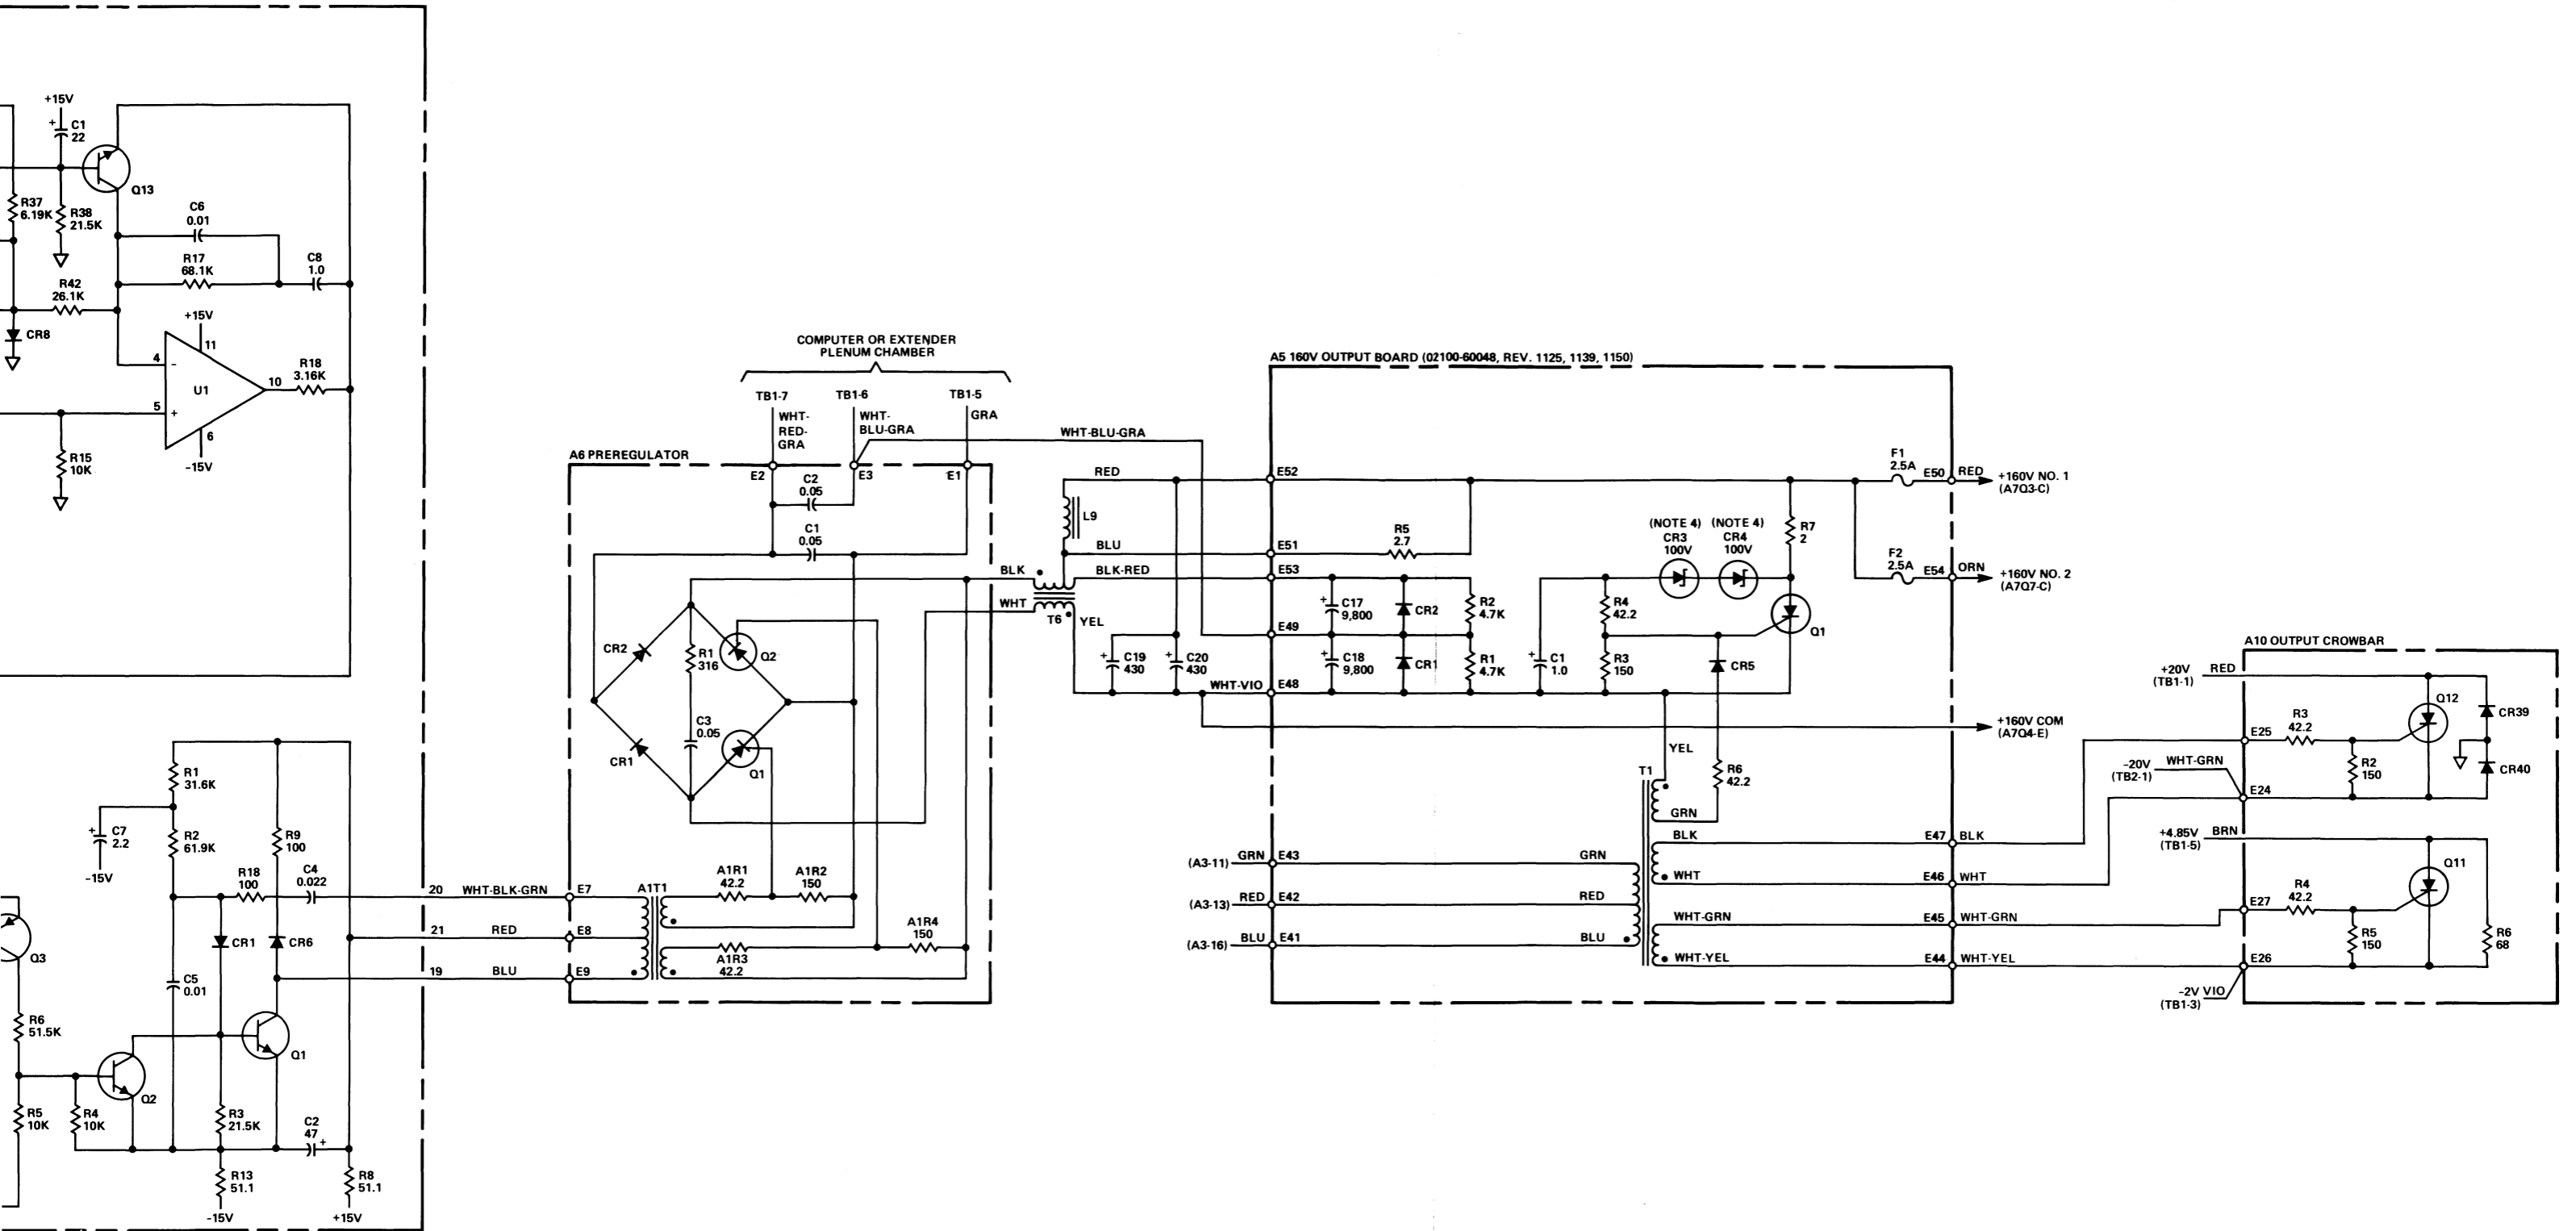 +15V
+
C1
22
Q13
R37
6.19K
R38
21.5K
C6
0.01
R17
68.1K
C8
1.0
R42
26.1K
CR8
+15V
11
4
-
U1
10
5
+
6
-15V
R18
3.16K
R15
10K
R1
31.6K
+
C7
2.2
-15V
R2
61.9K
R9
100
R18
100
C4
0.022
CR1
CR6
Q3
C5
0.01
R6
51.5K
Q1
Q2
R5
10K
R4
10K
R3
21.5K
C2
47
+
R13
51.1
-15V
R8
51.1
+15V
20
WHT-BLK-GRN
21
RED
19
BLU
COMPUTER OR EXTENDER
PLENUM CHAMBER
TB1-7
TB1-6
TB1-5
WHT-
RED-
GRA
WHT-
BLU-GRA
GRA
WHT-BLU-GRA
A6 PREREGULATOR
E2
E3
E1
C2
0.05
C1
0.05
CR2
R1
316
Q2
C3
0.05
CR1
Q1
E7
E8
E9
A1T1
A1R1
42.2
A1R2
150
A1R3
42.2
A1R4
150
RED
L9
BLU
BLK
BLK-RED
WHT
T6
YEL
+
C19
430
+
C20
430
WHT-VIO
A5 160V OUTPUT BOARD (02100-60048, REV. 1125, 1139, 1150)
E52
E51
E53
E49
E48
R5
2.7
+
C17
9,800
CR2
R2
4.7K
+
C18
9,800
CR1
R1
4.7K
+
C1
1.0
R4
42.2
R3
150
(NOTE 4)
CR3
100V
(NOTE 4)
CR4
100V
R7
2
Q1
CR5
R6
42.2
F1
2.5A
E50
RED
+160V NO. 1
(A7Q3-C)
F2
2.5A
E54
ORN
+160V NO. 2
(A7Q7-C)
+160V COM
(A7Q4-E)
YEL
T1
GRN
BLK
WHT
WHT-GRN
WHT-YEL
(A3-11)
GRN
E43
GRN
(A3-13)
RED
E42
RED
(A3-16)
BLU
E41
BLU
E47
BLK
E46
WHT
E45
WHT-GRN
E44
WHT-YEL
A10 OUTPUT CROWBAR
+20V
(TB1-1)
RED
Q12
CR39
R3
42.2
E25
R2
150
CR40
-20V
(TB2-1)
WHT-GRN
E24
+4.85V
(TB1-5)
BRN
Q11
R4
42.2
E27
R5
150
R6
68
E26
-2V
(TB1-3)
VIO